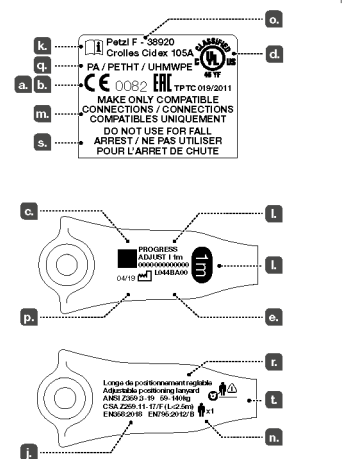 o.
k.
Petzl F - 38920
Crolles Cidex 105A
CLASSIFIED
C UL US
46 YF
d.
q.
PA / PETHT / UHMWPE
a. b.
CE 0082 EAC TPTC 019/2011
m.
MAKE ONLY COMPATIBLE
CONNECTIONS / CONNECTIONS
COMPATIBLES UNIQUEMENT
s.
DO NOT USE FOR FALL
ARREST / NE PAS UTILISER
POUR L'ARRET DE CHUTE
c.
l.
PROGRESS
ADJUST I 1m
0000000000000
04/19
L044BA00
1m
l.
p.
e.
r.
Longe de positionnement reglable
Adjustable positioning lanyard
ANSI Z359.3-19 59-140kg
CSA Z259.11-17/F (L<2.5m)
EN358:2018 EN795:2012/B
x1
t.
n.
j.